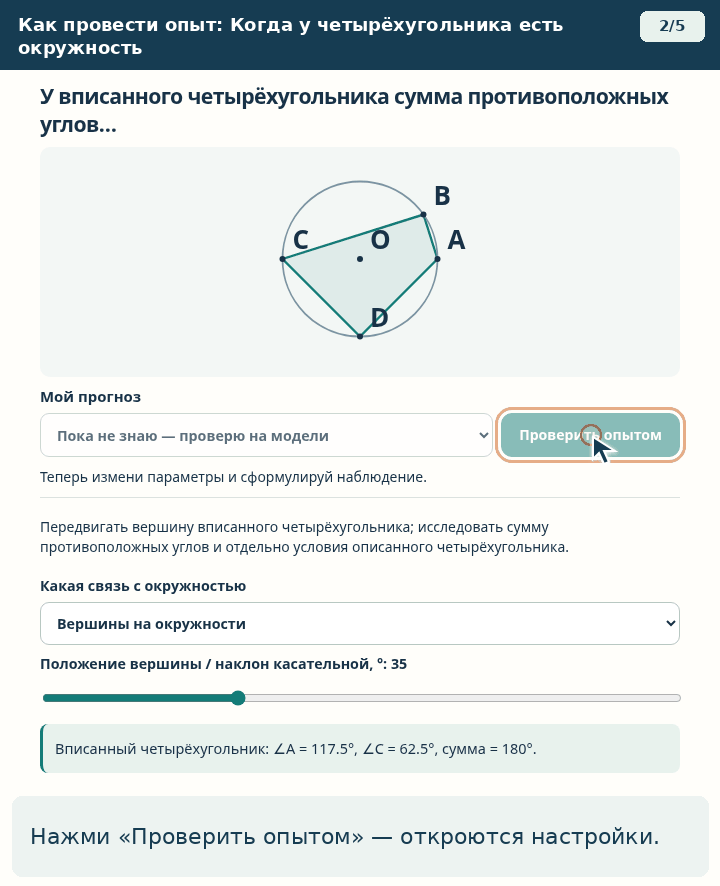 Как провести опыт: Когда у четырёхугольника есть
окружность
2/5
У вписанного четырёхугольника сумма противоположных
углов…
B
C
O
A
D
Мой прогноз
Пока не знаю — проверю на модели
Проверить опытом
Теперь измени параметры и сформулируй наблюдение.
Передвигать вершину вписанного четырёхугольника; исследовать сумму
противоположных углов и отдельно условия описанного четырёхугольника.
Какая связь с окружностью
Вершины на окружности
Положение вершины / наклон касательной, °: 35
Вписанный четырёхугольник: ∠A = 117.5°, ∠C = 62.5°, сумма = 180°.
Нажми «Проверить опытом» — откроются настройки.